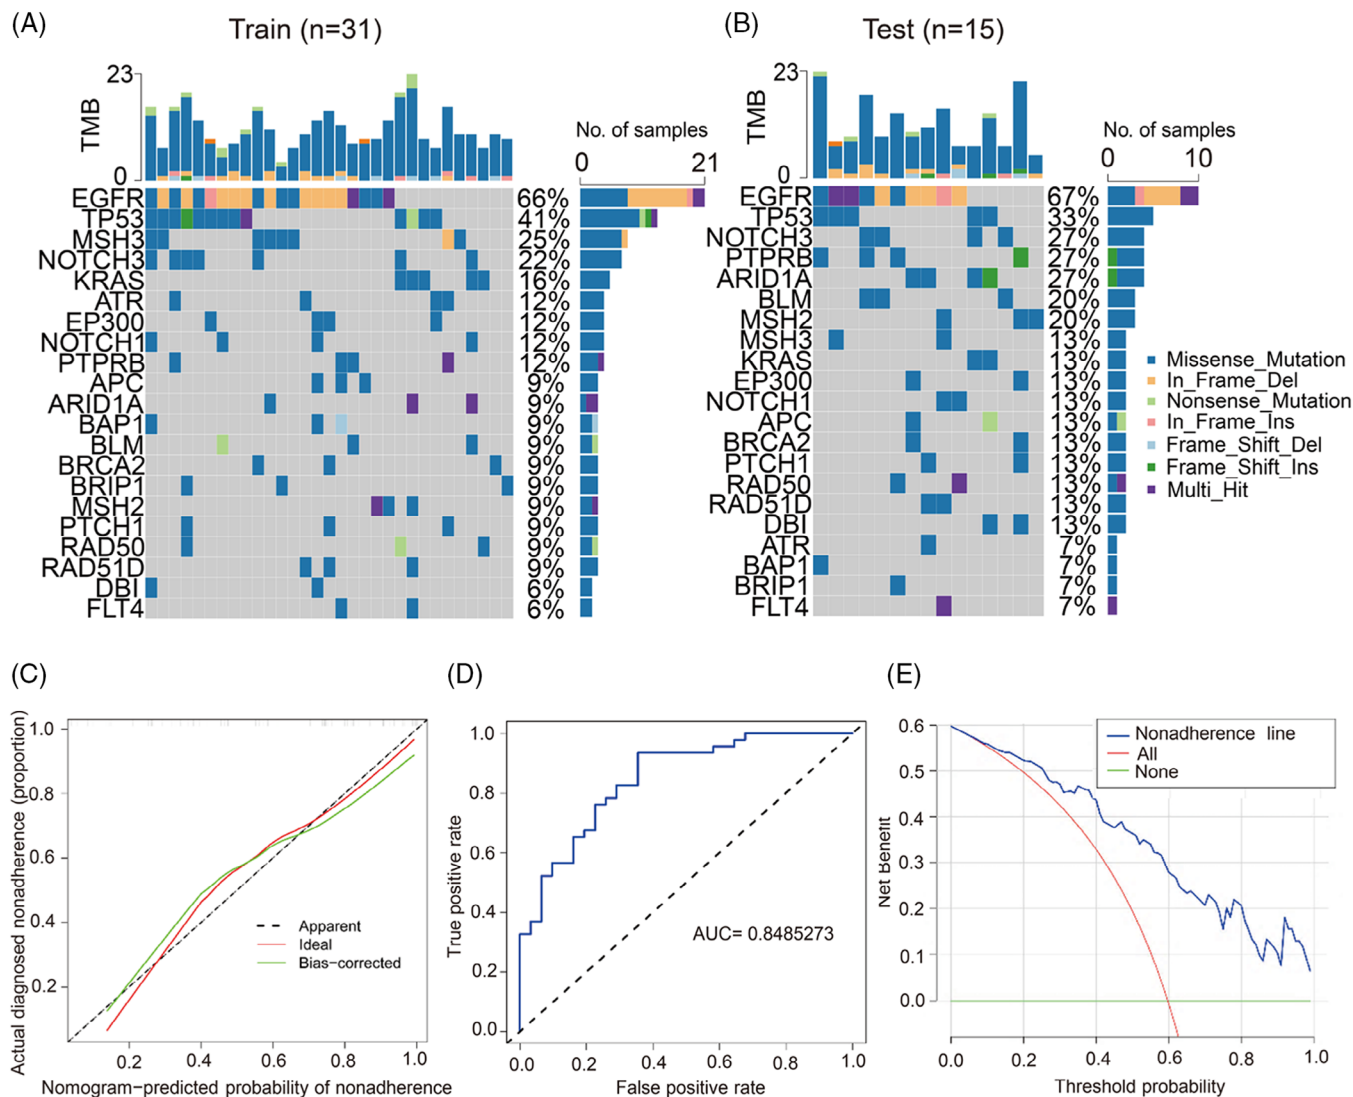 (A)
Train (n=31)
23
TMB
0
No. of samples
0 21
EGFR 66%
TP53 41%
MSH3 25%
NOTCH3 22%
KRAS 16%
ATR 12%
EP300 12%
NOTCH1 12%
PTPRB 12%
APC 9%
ARID1A 9%
BAP1 9%
BLM 9%
BRCA2 9%
BRIP1 9%
MSH2 9%
PTCH1 9%
RAD50 9%
RAD51D 9%
DBI 6%
FLT4 6%
(B)
Test (n=15)
23
TMB
0
No. of samples
0 10
EGFR 67%
TP53 33%
NOTCH3 27%
PTPRB 27%
ARID1A 27%
BLM 20%
MSH2 20%
MSH3 13%
KRAS 13%
EP300 13%
NOTCH1 13%
APC 13%
BRCA2 13%
PTCH1 13%
RAD50 13%
RAD51D 13%
DBI 13%
ATR 7%
BAP1 7%
BRIP1 7%
FLT4 7%
Missense_Mutation
In_Frame_Del
Nonsense_Mutation
In_Frame_Ins
Frame_Shift_Del
Frame_Shift_Ins
Multi_Hit
(C)
Actual diagnosed nonadherence (proportion)
1.0
0.8
0.6
0.4
0.2
Apparent
Ideal
Bias-corrected
0.2 0.4 0.6 0.8 1.0
Nomogram-predicted probability of nonadherence
(D)
True positive rate
1.0
0.8
0.6
0.4
0.2
0.0
AUC= 0.8485273
0.0 0.2 0.4 0.6 0.8 1.0
False positive rate
(E)
Net Benefit
0.6
0.5
0.4
0.3
0.2
0.1
0.0
Nonadherence line
All
None
0.0 0.2 0.4 0.6 0.8 1.0
Threshold probability